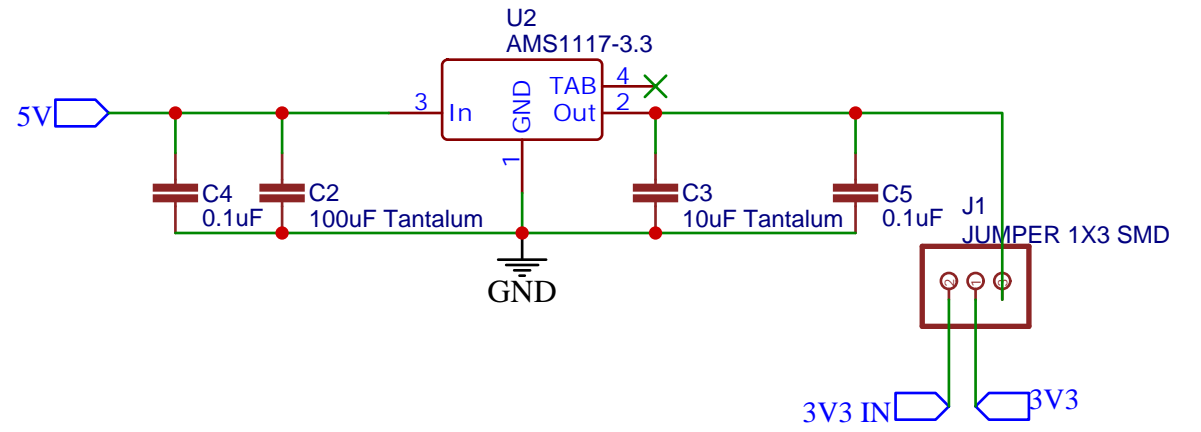 U2
AMS1117-3.3
5V
3
In
GND
1
TAB
4
Out
2
C4
0.1uF
C2
100uF Tantalum
C3
10uF Tantalum
C5
0.1uF
GND
J1
JUMPER 1X3 SMD
2
1
3
3V3 IN
3V3